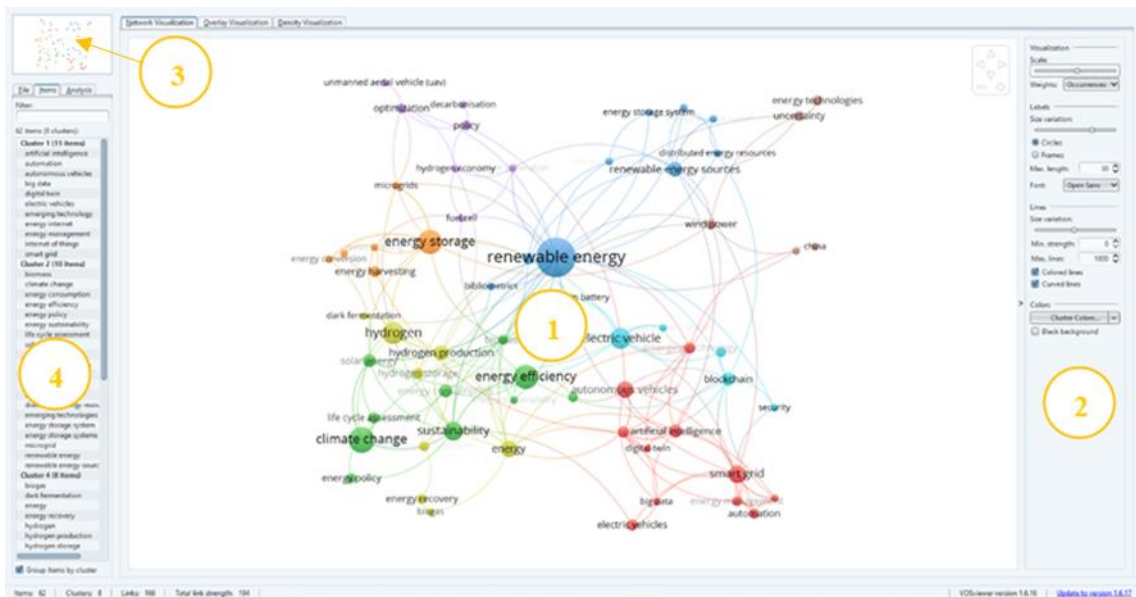 Network Visualization Overlay Visualization Density Visualization
3
File Items Analysis
Filter:
62 items (8 clusters):
Cluster 1 (11 items)
artificial intelligence
automation
autonomous vehicles
big data
digital twin
electric vehicles
emerging technology
energy internet
energy management
internet of things
smart grid
Cluster 2 (10 items)
biomass
climate change
energy consumption
energy efficiency
energy policy
energy sustainability
life cycle assessment
4
emerging technologies
energy storage system
energy storage systems
microgrid
renewable energy
renewable energy sourc
Cluster 4 (8 items)
biogas
dark fermentation
energy
energy recovery
hydrogen
hydrogen production
hydrogen storage
Group items by cluster
unmanned aerial vehicle (uav)
optimization
decarbonisation
policy
hydrogen economy
microgrids
fuel cell
energy storage
energy conversion
energy harvesting
energy storage system
distributed energy resources
renewable energy sources
energy technologies
uncertainty
wind power
china
renewable energy
bibliometrics
battery
1
dark fermentation
hydrogen
hydrogen production
solar energy
hydrogen storage
energy efficiency
electric vehicle
autonomous vehicles
blockchain
security
life cycle assessment
sustainability
climate change
energy
artificial intelligence
digital twin
smart grid
energy policy
energy recovery
biogas
big data
energy management
automation
electric vehicles
Visualization
Scale:
Weights: Occurrences
Labels
Size variation:
Circles
Frames
Max. length: 30
Font: Open Sans
Lines
Size variation:
Min. strength: 0
Max. lines: 1000
Colored lines
Curved lines
Colors
Cluster Colors...
Black background
2
Items: 62 Clusters: 8 Links: 166 Total link strength: 194
VOSviewer version 1.6.16 Update to version 1.6.17